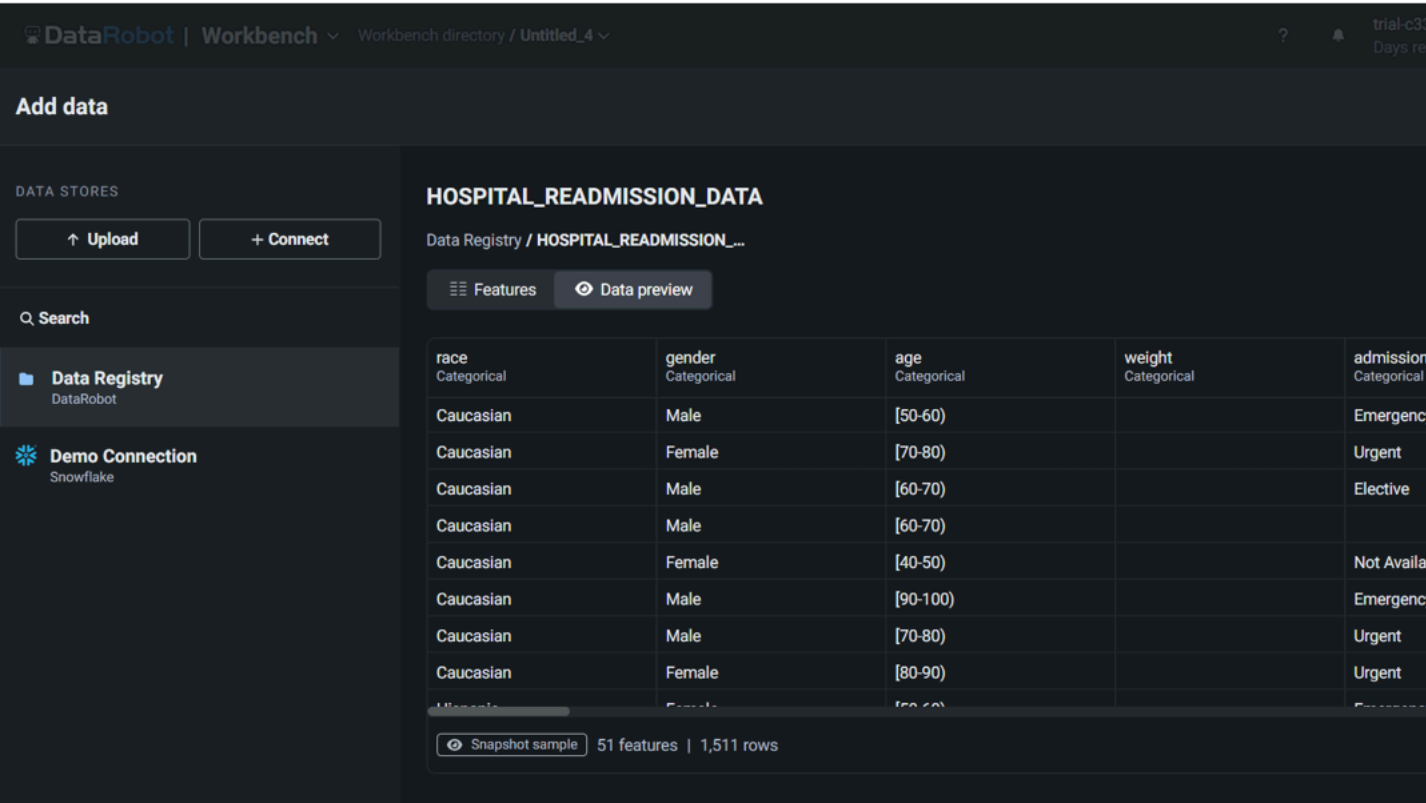 DataRobot | Workbench Workbench directory / Untitled_4 ?
trial-c33
Days re
Add data
DATA STORES
Upload + Connect
Search
Data Registry
DataRobot
Demo Connection
Snowflake
HOSPITAL_READMISSION_DATA
Data Registry / HOSPITAL_READMISSION_...
Features Data preview
race gender age weight admission
Categorical Categorical Categorical Categorical Categorical
Caucasian Male [50-60) Emergenc
Caucasian Female [70-80) Urgent
Caucasian Male [60-70) Elective
Caucasian Male [60-70)
Caucasian Female [40-50) Not Availa
Caucasian Male [90-100) Emergenc
Caucasian Male [70-80) Urgent
Caucasian Female [80-90) Urgent
Snapshot sample 51 features | 1,511 rows